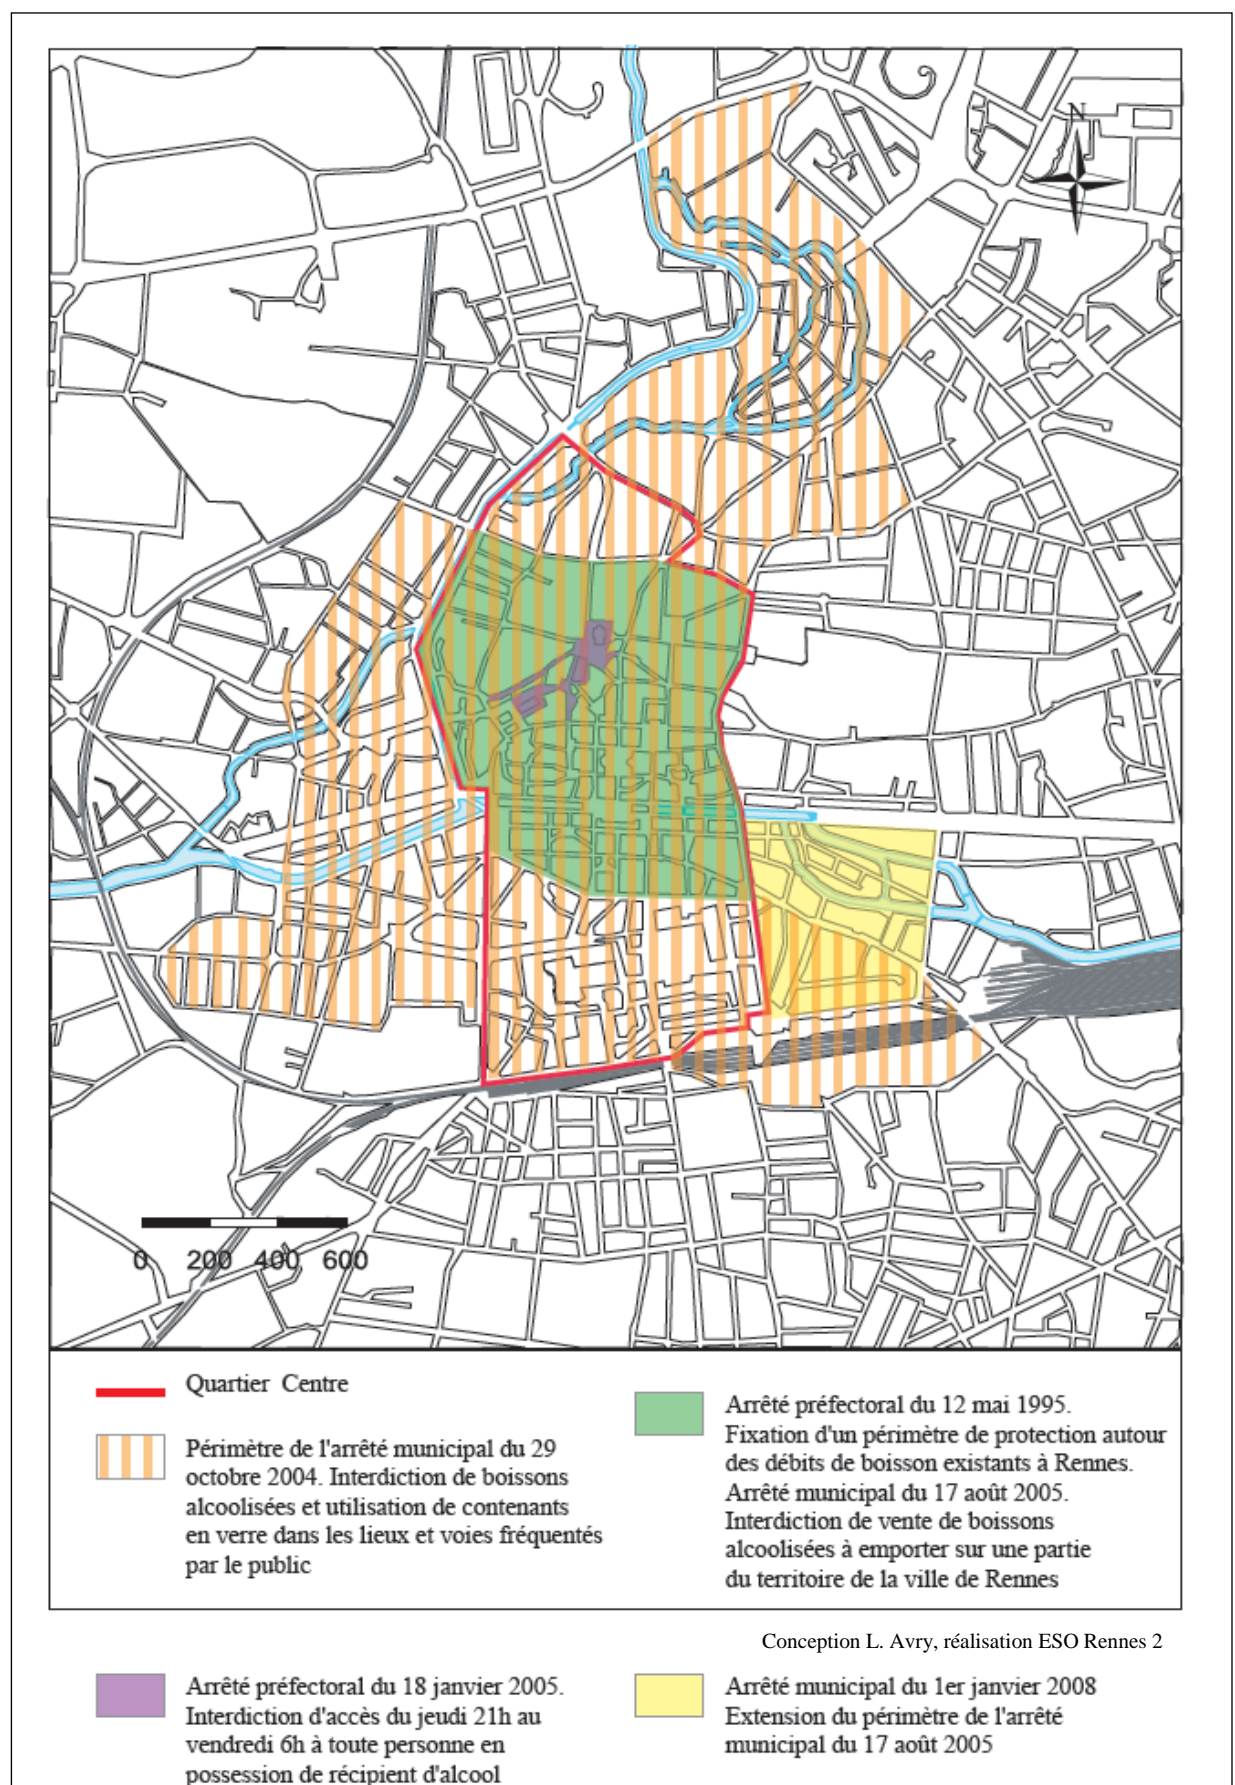 N
0 200 400 600
Quartier Centre
Périmètre de l'arrêté municipal du 29
octobre 2004. Interdiction de boissons
alcoolisées et utilisation de contenants
en verre dans les lieux et voies fréquentés
par le public
Arrêté préfectoral du 12 mai 1995.
Fixation d'un périmètre de protection autour
des débits de boisson existants à Rennes.
Arrêté municipal du 17 août 2005.
Interdiction de vente de boissons
alcoolisées à emporter sur une partie
du territoire de la ville de Rennes
Conception L. Avry, réalisation ESO Rennes 2
Arrêté préfectoral du 18 janvier 2005.
Interdiction d'accès du jeudi 21h au
vendredi 6h à toute personne en
possession de récipient d'alcool
Arrêté municipal du 1er janvier 2008
Extension du périmètre de l'arrêté
municipal du 17 août 2005